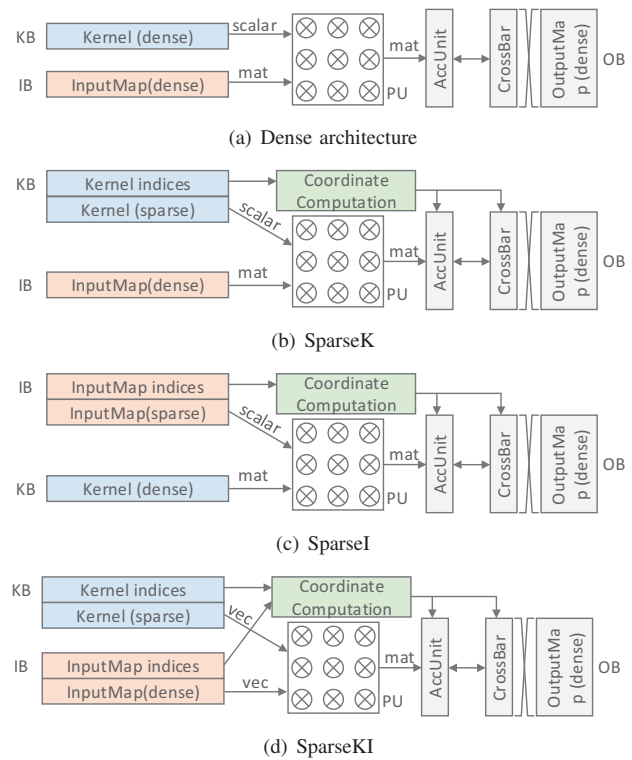 KB
Kernel (dense)
scalar
IB
InputMap(dense)
mat
mat
PU
AccUnit
CrossBar
OutputMa
p (dense)
OB
(a) Dense architecture
KB
Kernel indices
Kernel (sparse)
scalar
Coordinate
Computation
IB
InputMap(dense)
mat
mat
PU
AccUnit
CrossBar
OutputMa
p (dense)
OB
(b) SparseK
IB
InputMap indices
InputMap(sparse)
scalar
Coordinate
Computation
KB
Kernel (dense)
mat
mat
PU
AccUnit
CrossBar
OutputMa
p (dense)
OB
(c) SparseI
KB
Kernel indices
Kernel (sparse)
vec
Coordinate
Computation
IB
InputMap indices
InputMap(dense)
vec
mat
PU
AccUnit
CrossBar
OutputMa
p (dense)
OB
(d) SparseKI